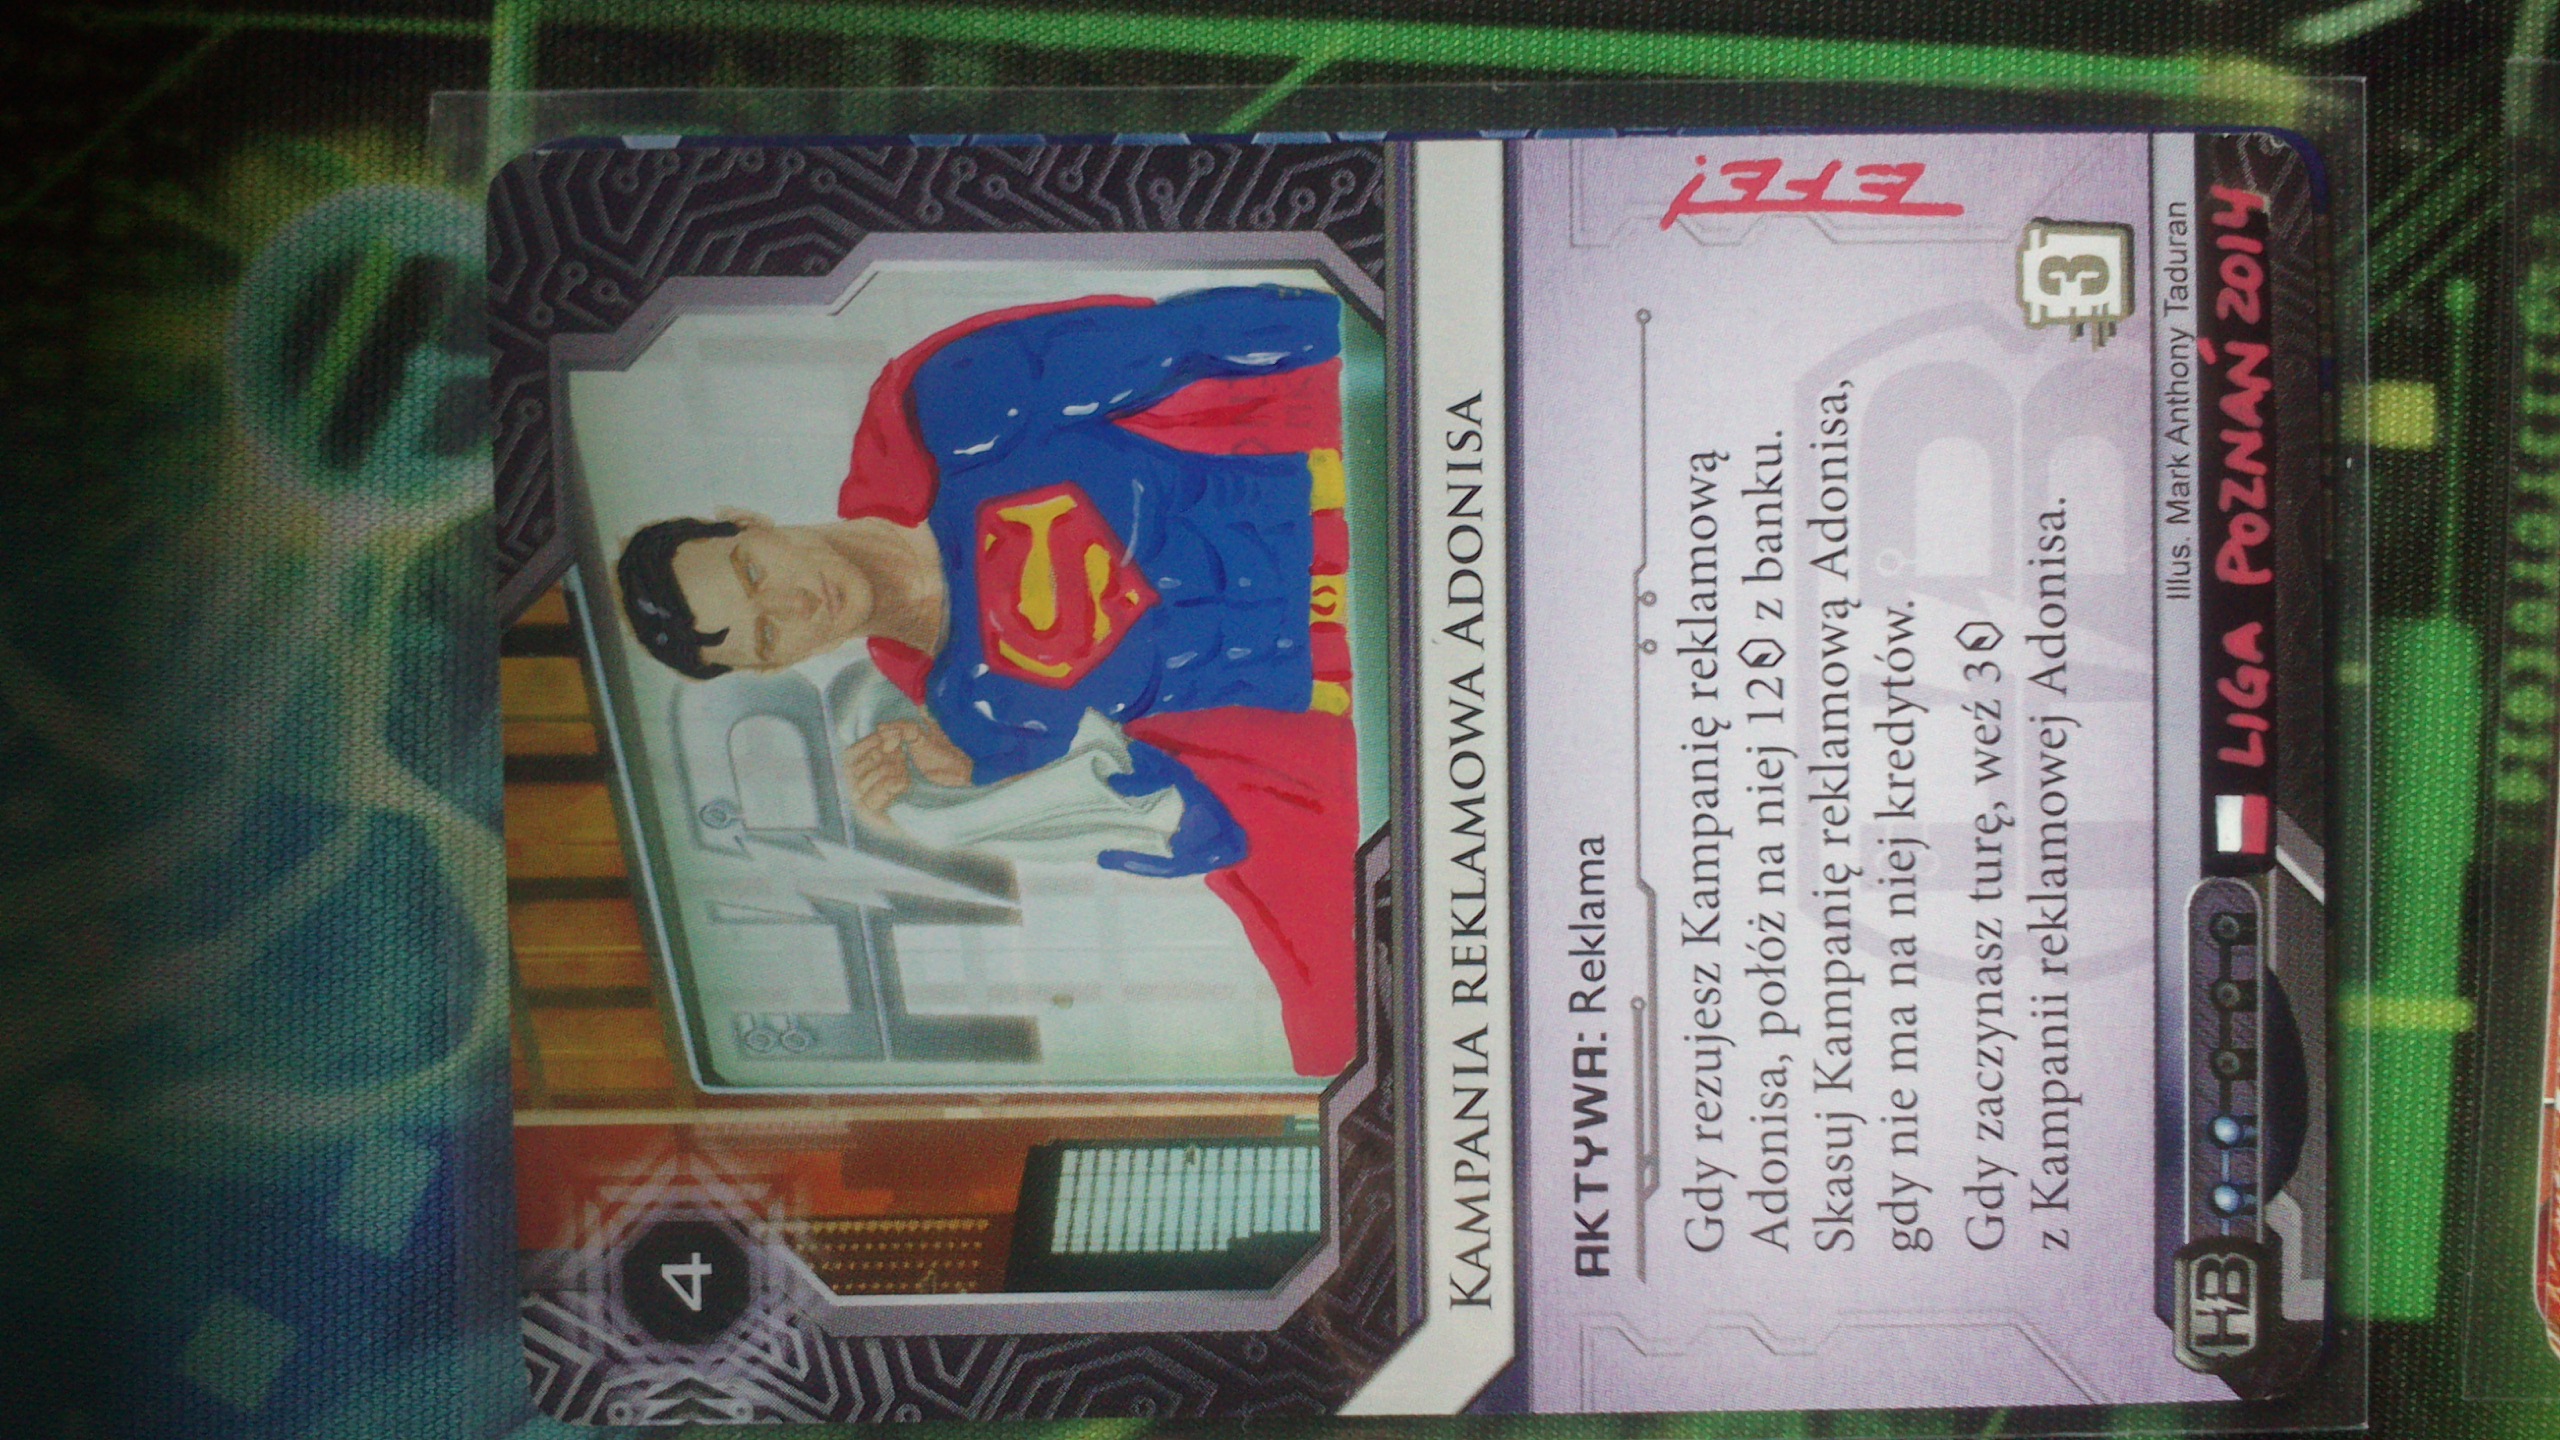 4
HB
S
KAMPANIA REKLAMOWA ADONISA
AKTYWA: Reklama
Gdy rezujesz Kampanię reklamową
Adonisa, połóż na niej 12 z banku.
Skasuj Kampanię reklamową Adonisa,
gdy nie ma na niej kredytów.
Gdy zaczynasz turę, weź 3
z Kampanii reklamowej Adonisa.
3
Illus. Mark Anthony Taduran
HB
LIGA POZNAŃ 2014